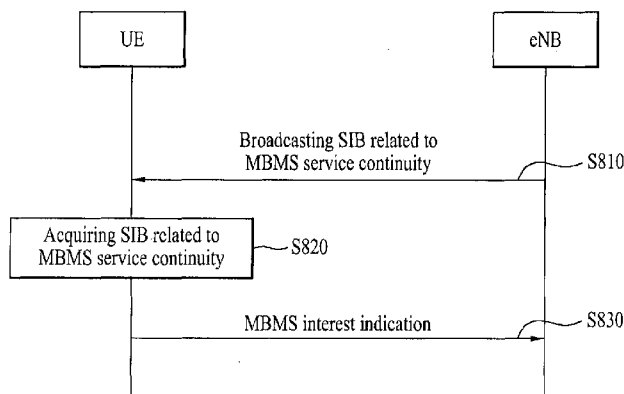 UE
eNB
Broadcasting SIB related to
MBMS service continuity
S810
Acquiring SIB related to
MBMS service continuity
S820
MBMS interest indication
S830